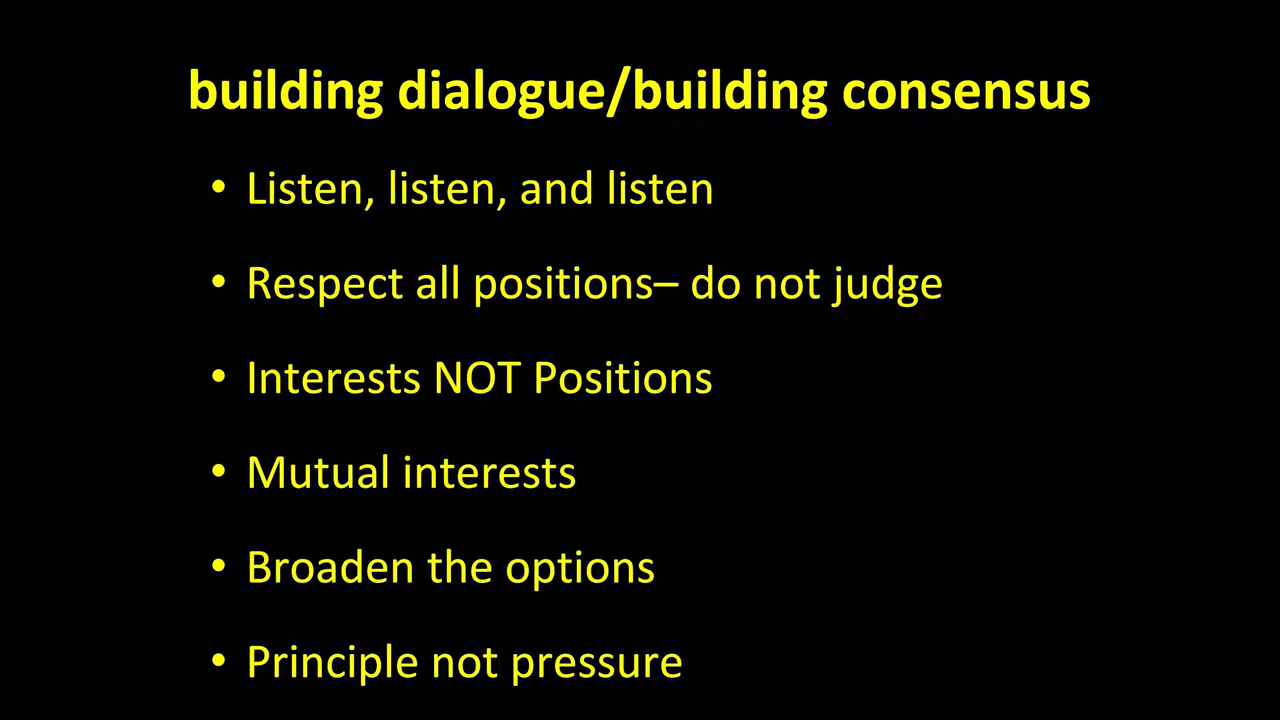 building dialogue/building consensus
• Listen, listen, and listen
• Respect all positions– do not judge
• Interests NOT Positions
• Mutual interests
• Broaden the options
• Principle not pressure